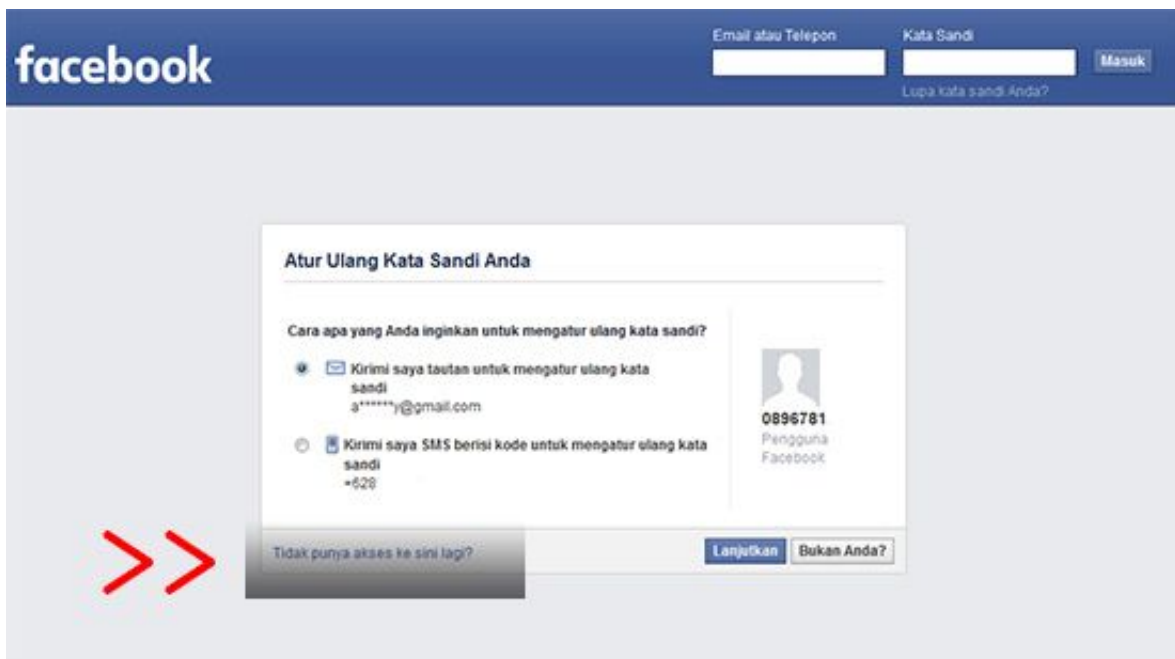 facebook
Email atau Telepon
Kata Sandi
Masuk
Lupa kata sandi Anda?
Atur Ulang Kata Sandi Anda
Cara apa yang Anda inginkan untuk mengatur ulang kata sandi?
Kirimi saya tautan untuk mengatur ulang kata
sandi
a******y@gmail.com
Kirimi saya SMS berisi kode untuk mengatur ulang kata
sandi
+628
0896781
Pengguna
Facebook
>>
Tidak punya akses ke sini lagi?
Lanjutkan
Bukan Anda?